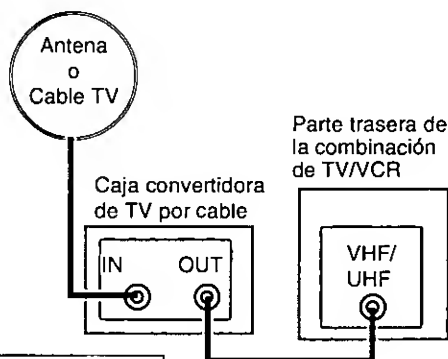 Antena
o
Cable TV
Parte trasera de
la combinación
de TV/VCR
Caja convertidora
de TV por cable
IN
OUT
VHF/
UHF